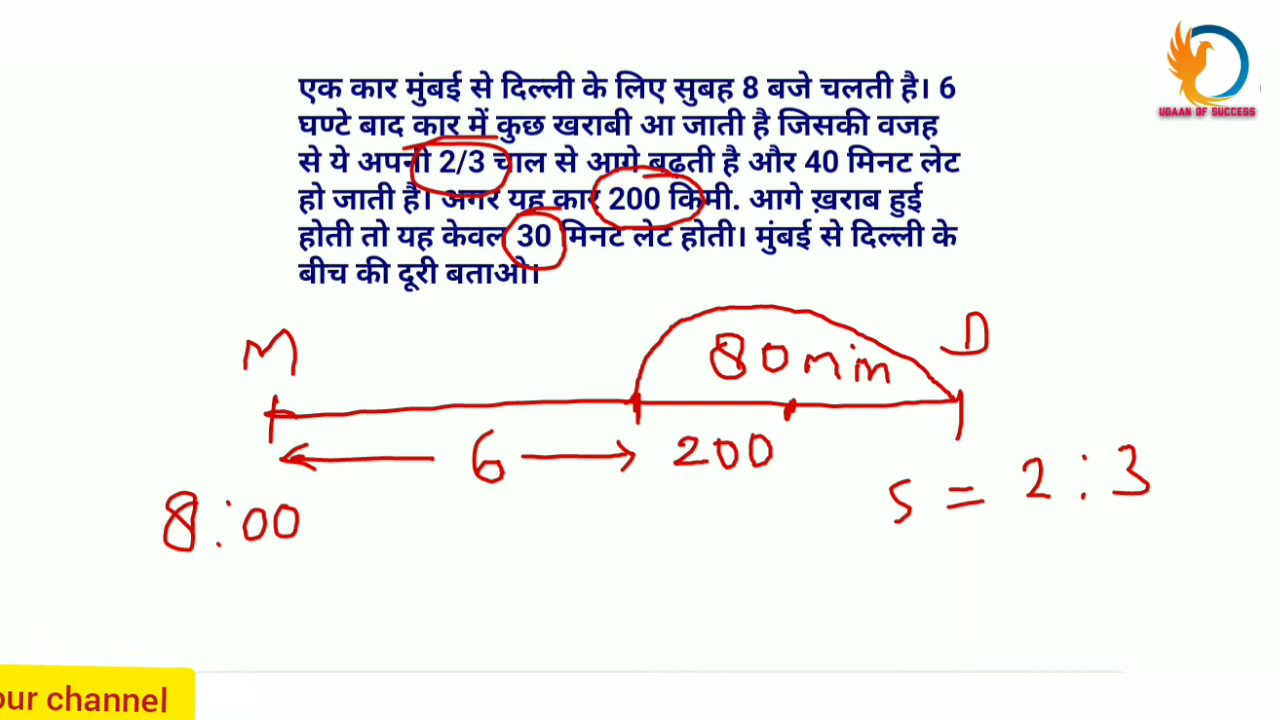 UDAAN OF SUCCESS
एक कार मुंबई से दिल्ली के लिए सुबह 8 बजे चलती है। 6
घण्टे बाद कार में कुछ खराबी आ जाती है जिसकी वजह
से ये अपनी 2/3 चाल से आगे बढ़ती है और 40 मिनट लेट
हो जाती है। अगर यह कार 200 किमी. आगे ख़राब हुई
होती तो यह केवल 30 मिनट लेट होती। मुंबई से दिल्ली के
बीच की दूरी बताओ।
M D
80 min
6 200
S = 2 : 3
8:00
our channel